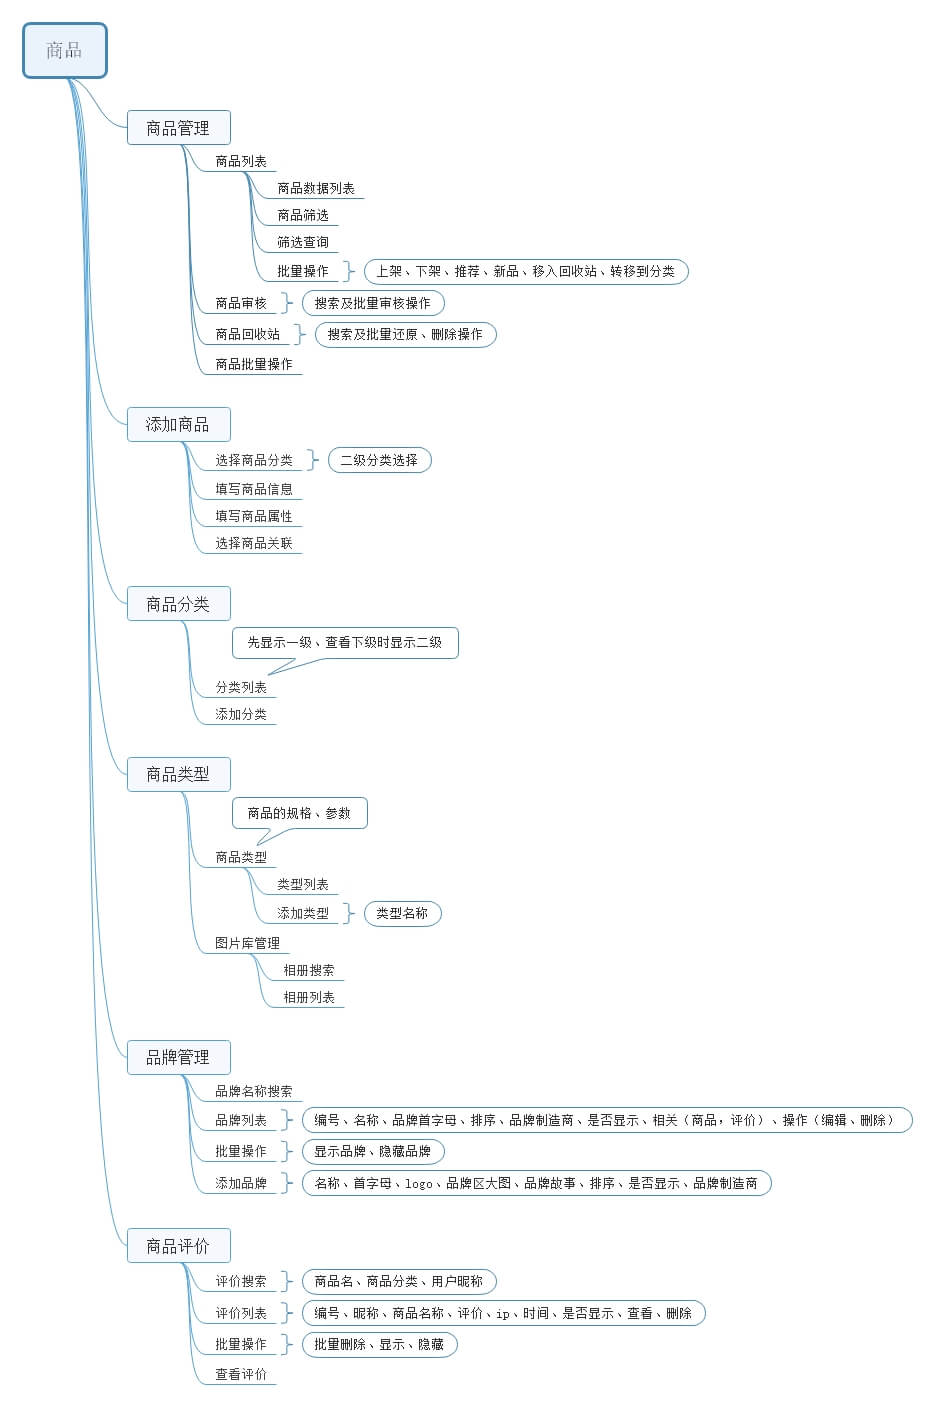 商品
商品管理
商品列表
商品数据列表
商品筛选
筛选查询
批量操作
上架、下架、推荐、新品、移入回收站、转移到分类
商品审核
搜索及批量审核操作
商品回收站
搜索及批量还原、删除操作
商品批量操作
添加商品
选择商品分类
二级分类选择
填写商品信息
填写商品属性
选择商品关联
商品分类
先显示一级、查看下级时显示二级
分类列表
添加分类
商品类型
商品的规格、参数
商品类型
类型列表
添加类型
类型名称
图片库管理
相册搜索
相册列表
品牌管理
品牌名称搜索
品牌列表
编号、名称、品牌首字母、排序、品牌制造商、是否显示、相关（商品，评价）、操作（编辑、删除）
批量操作
显示品牌、隐藏品牌
添加品牌
名称、首字母、logo、品牌区大图、品牌故事、排序、是否显示、品牌制造商
商品评价
评价搜索
商品名、商品分类、用户昵称
评价列表
编号、昵称、商品名称、评价、ip、时间、是否显示、查看、删除
批量操作
批量删除、显示、隐藏
查看评价